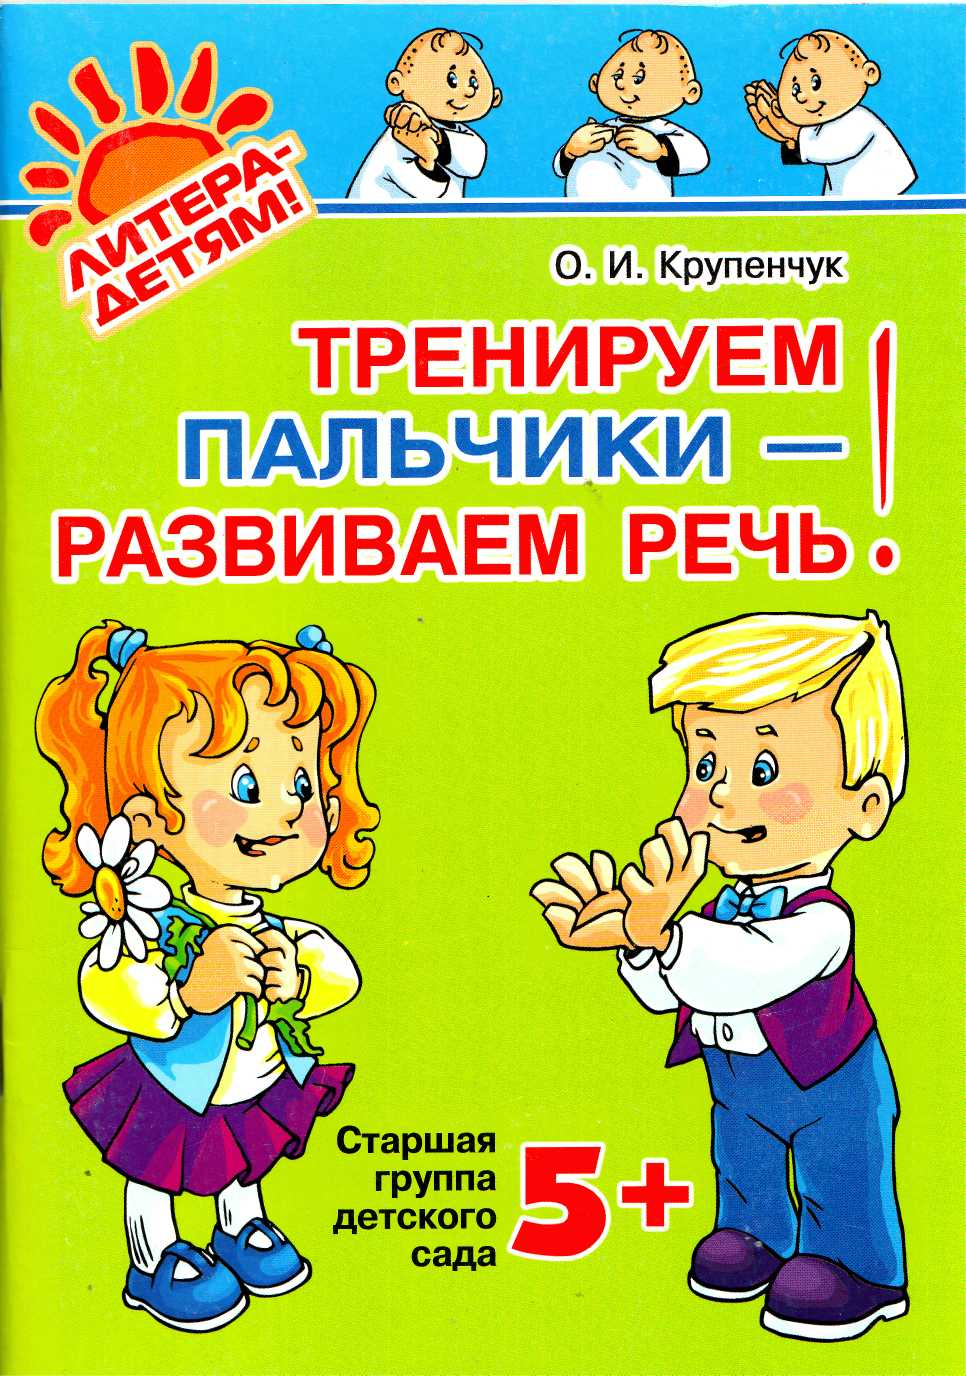 ЛИТЕРА-
ДЕТЯМ!
О. И. Крупенчук
ТРЕНИРУЕМ
ПАЛЬЧИКИ –
РАЗВИВАЕМ РЕЧЬ!
Старшая
группа
детского
сада
5+